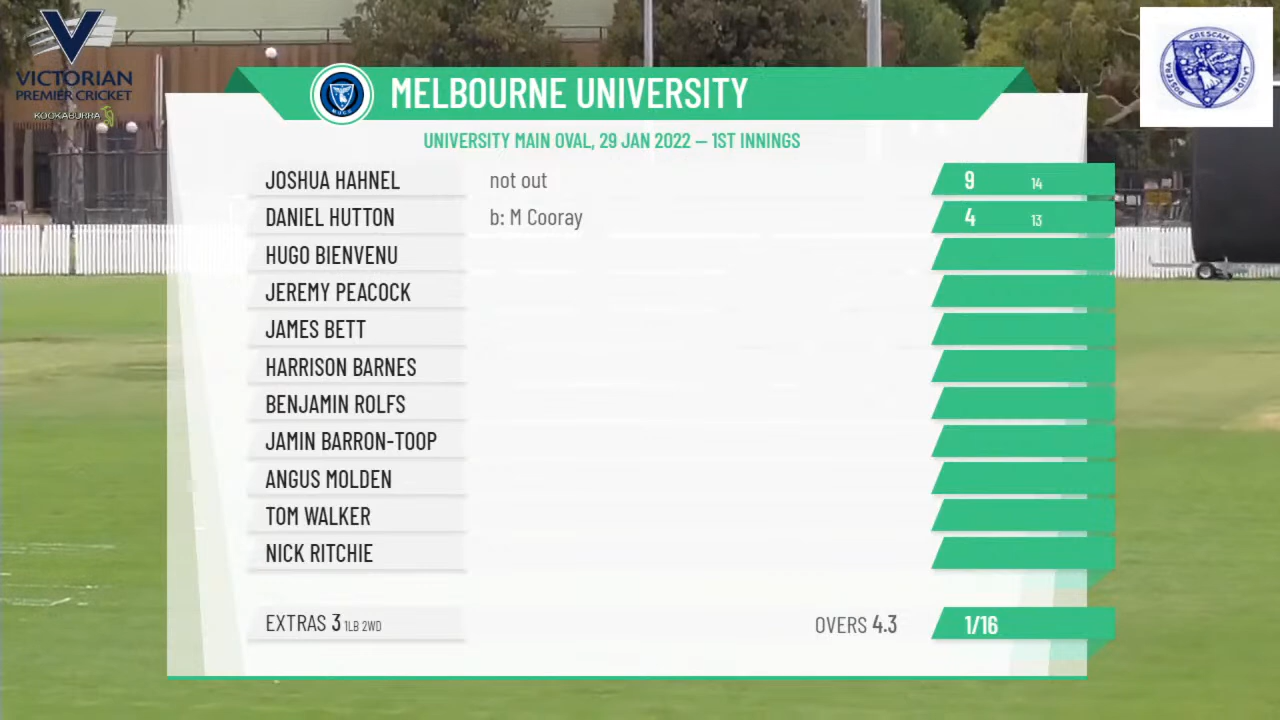 VICTORIAN
PREMIER CRICKET
KOOKABURRA
MELBOURNE UNIVERSITY
UNIVERSITY MAIN OVAL, 29 JAN 2022 – 1ST INNINGS
JOSHUA HAHNEL not out 9 14
DANIEL HUTTON b: M Cooray 4 13
HUGO BIENVENU
JEREMY PEACOCK
JAMES BETT
HARRISON BARNES
BENJAMIN ROLFS
JAMIN BARRON-TOOP
ANGUS MOLDEN
TOM WALKER
NICK RITCHIE
EXTRAS 3 1LB 2WD OVERS 4.3 1/16